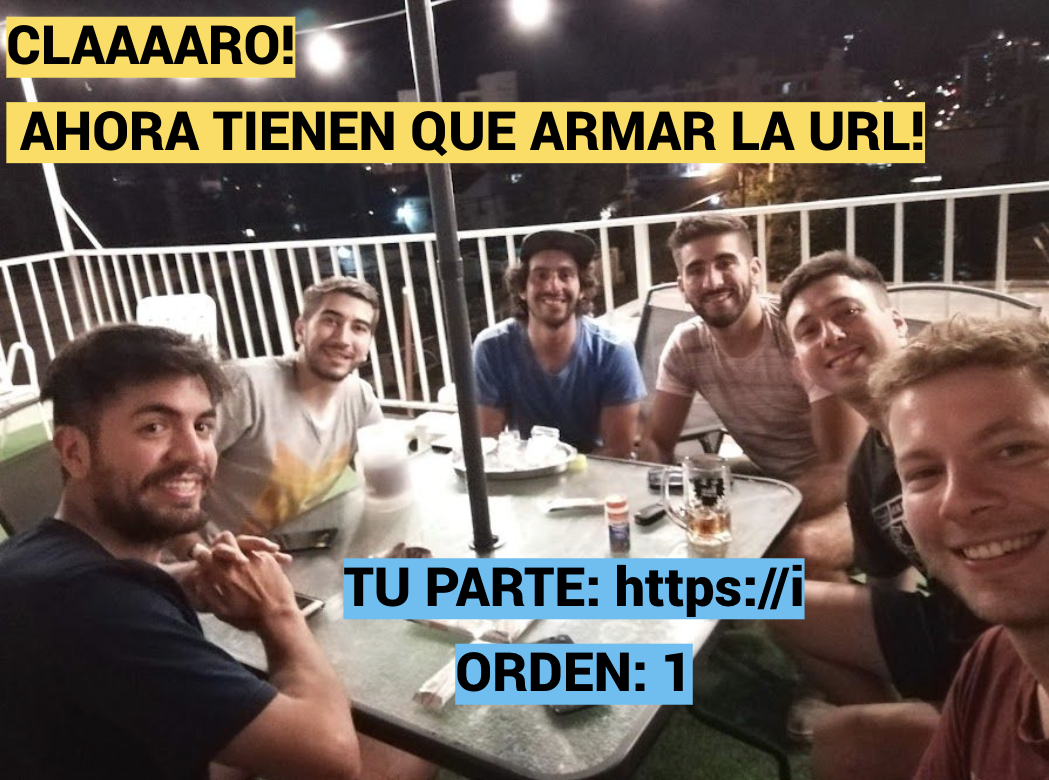 CLAAAARO!
AHORA TIENEN QUE ARMAR LA URL!
TU PARTE: https://i
ORDEN: 1